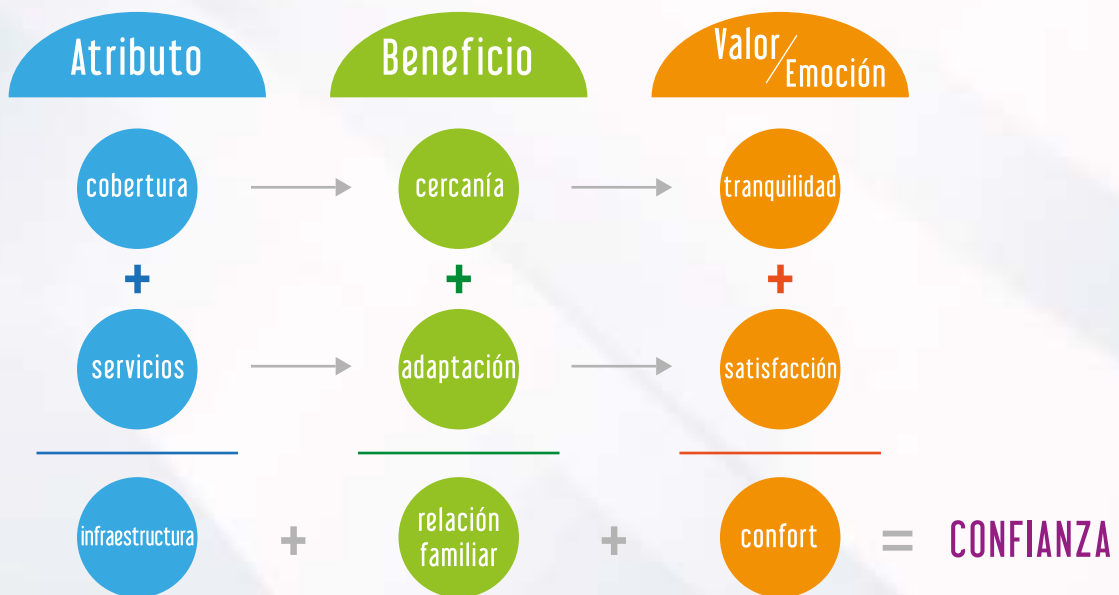 Atributo
Beneficio
Valor/
Emoción
cobertura
cercanía
tranquilidad
+
+
+
servicios
adaptación
satisfacción
infraestructura
+
relación
familiar
+
confort
=
CONFIANZA